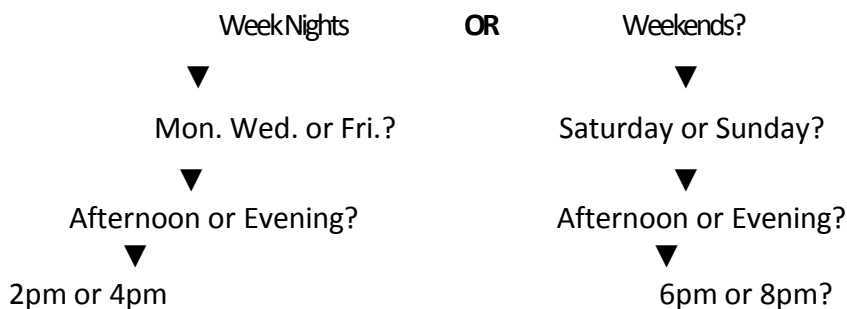 Week Nights OR Weekends?
Mon. Wed. or Fri.? Saturday or Sunday?
Afternoon or Evening? Afternoon or Evening?
2pm or 4pm 6pm or 8pm?